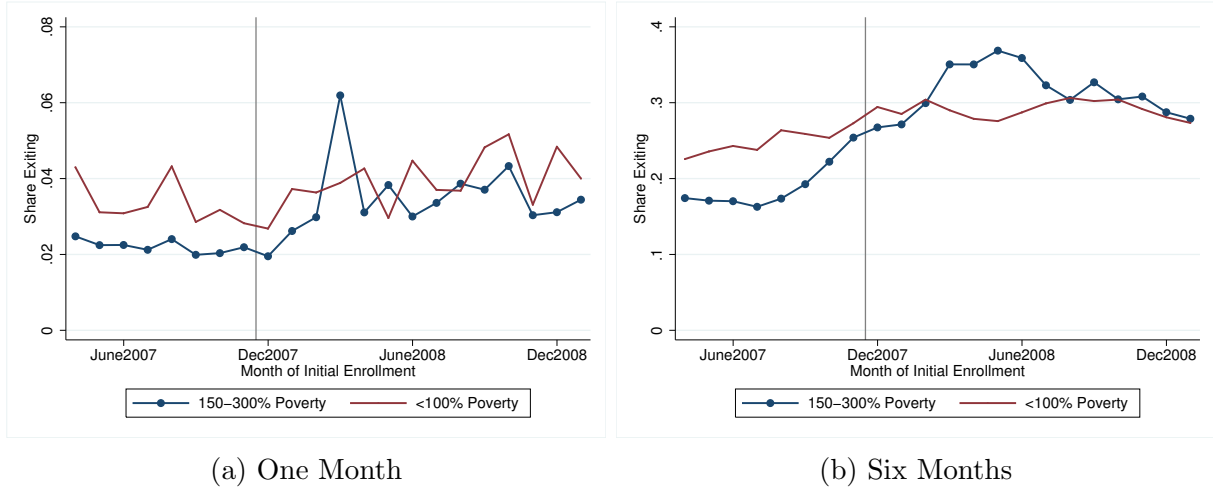 .08
.06
.04
.02
0
Share Exiting
June2007
Dec2007
June2008
Dec2008
Month of Initial Enrollment
150−300% Poverty
<100% Poverty
(a) One Month
.4
.3
.2
.1
0
Share Exiting
June2007
Dec2007
June2008
Dec2008
Month of Initial Enrollment
150−300% Poverty
<100% Poverty
(b) Six Months